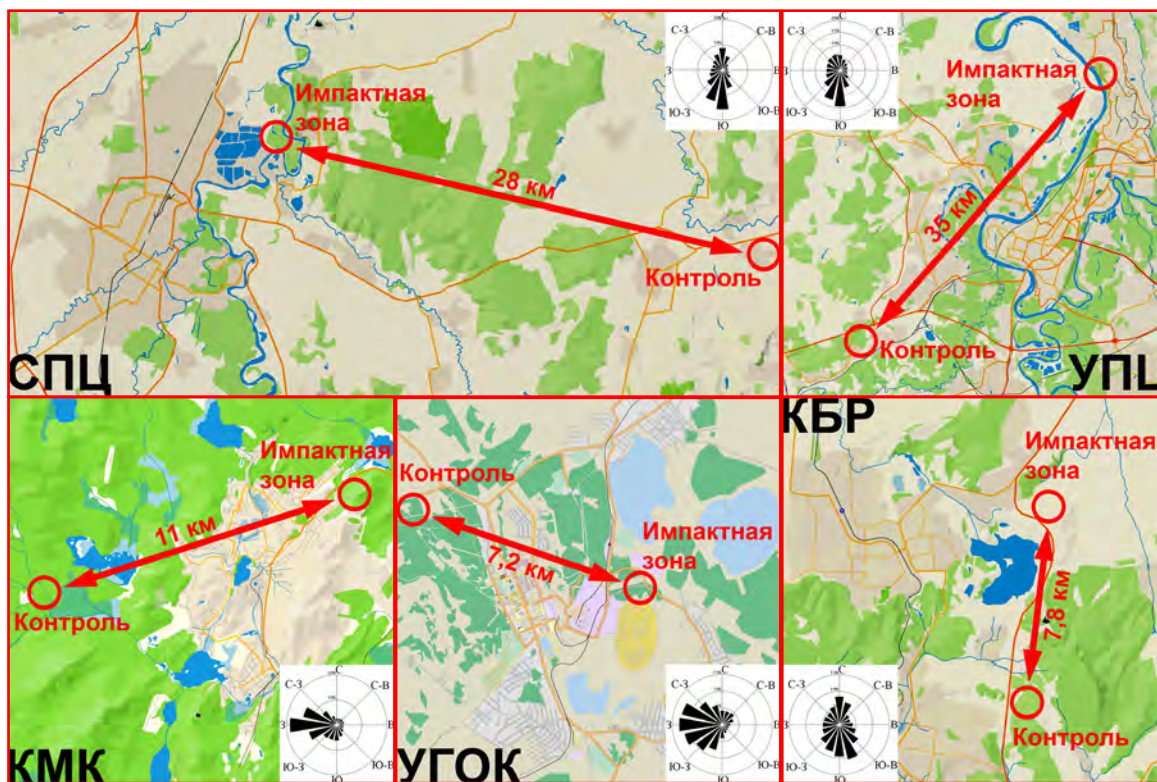 Импактная
зона
28 км
Контроль
СПЦ
С
С-З
С-В
З
В
Ю-З
Ю-В
Ю
Импактная
зона
35 км
Контроль
УПЦ
С
С-З
С-В
З
В
Ю-З
Ю-В
Ю
Импактная
зона
11 км
Контроль
КМК
С
С-З
С-В
З
В
Ю-З
Ю-В
Ю
Контроль
7,2 км
Импактная
зона
УГОК
С
С-З
С-В
З
В
Ю-З
Ю-В
Ю
КБР
Импактная
зона
7,8 км
Контроль
С
С-З
С-В
З
В
Ю-З
Ю-В
Ю